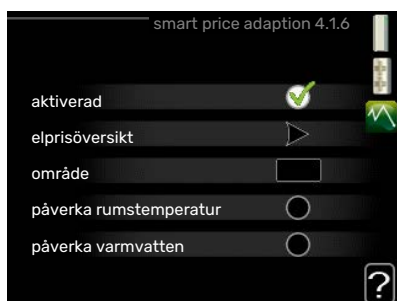 smart price adaption 4.1.6
aktiverad
elprisöversikt
område
påverka rumstemperatur
påverka varmvatten
?